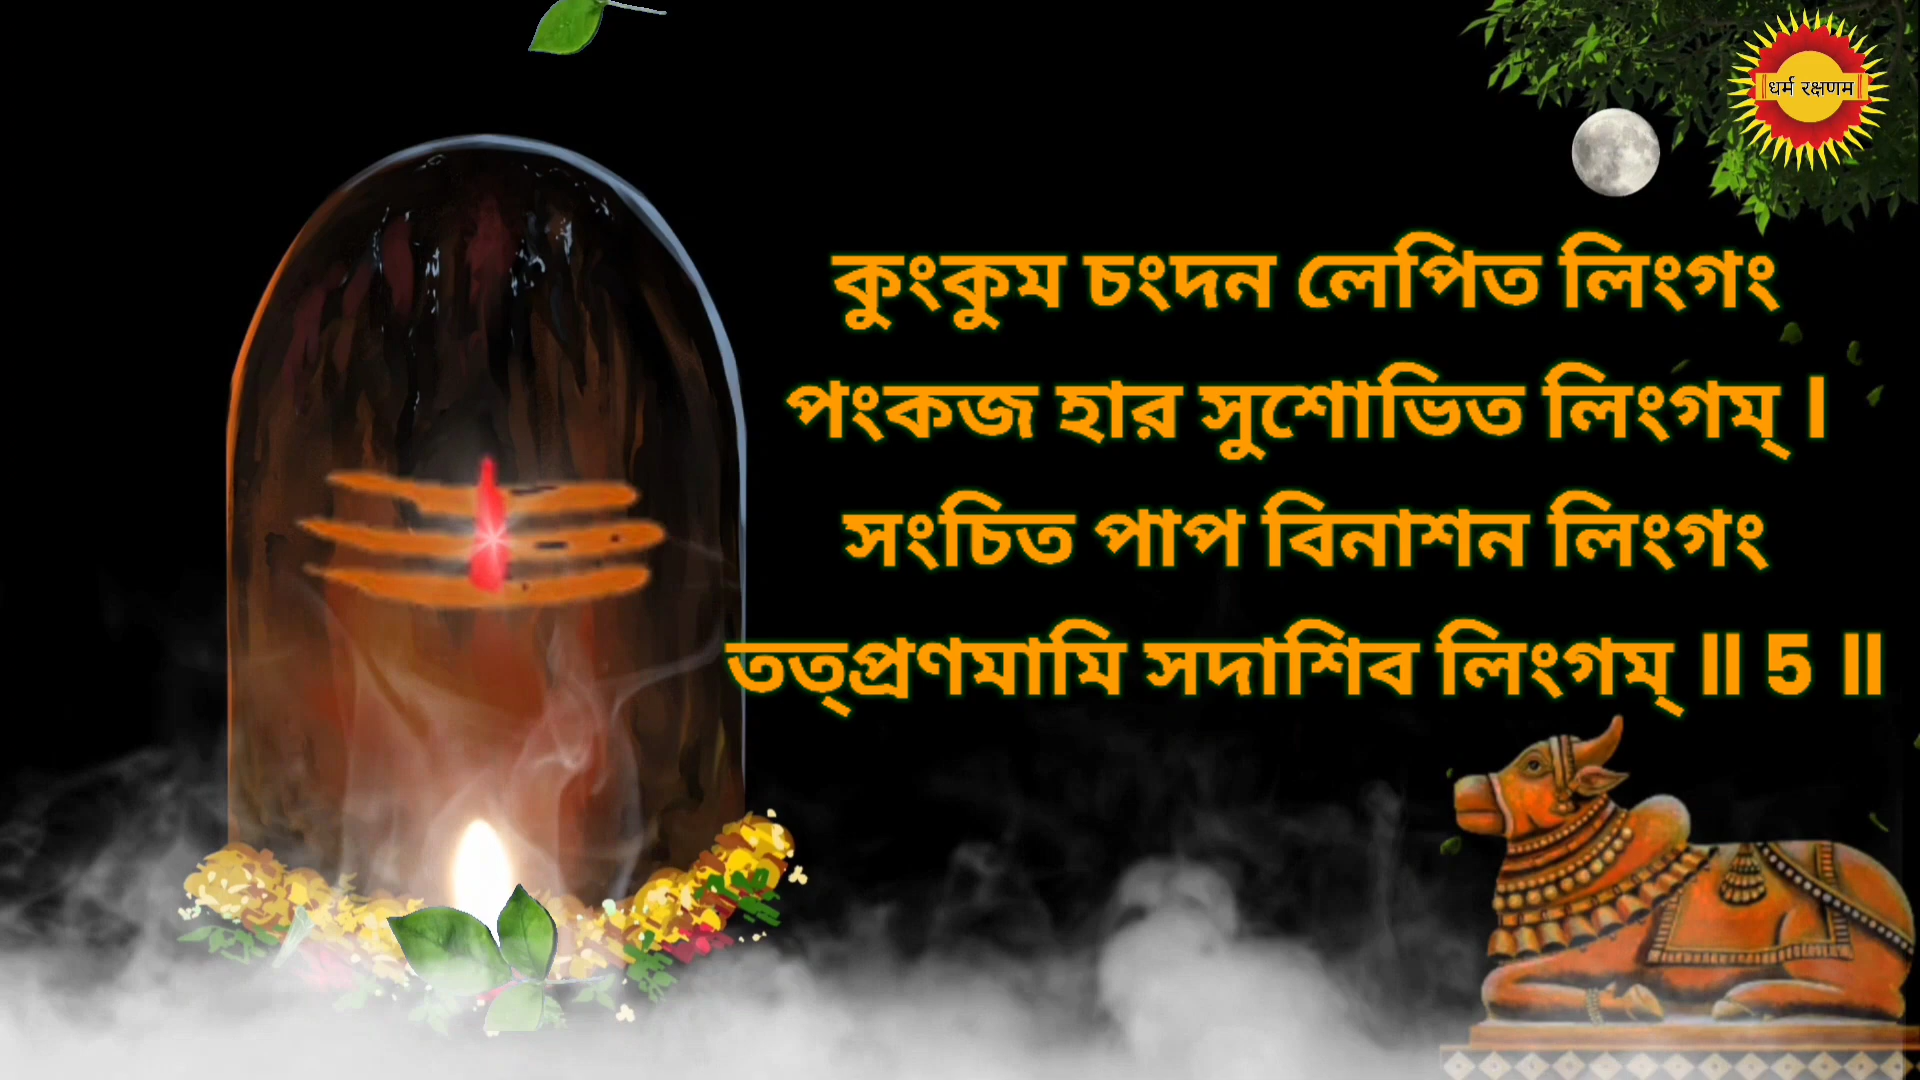 ॥धर्म रक्षणम॥
কুংকুম চংদন লেপিত লিংগং
পংকজ হার সুশোভিত লিংগম্ ।
সংচিত পাপ বিনাশন লিংগং
তত্প্রণমামি সদাশিব লিংগম্ ॥ 5 ॥